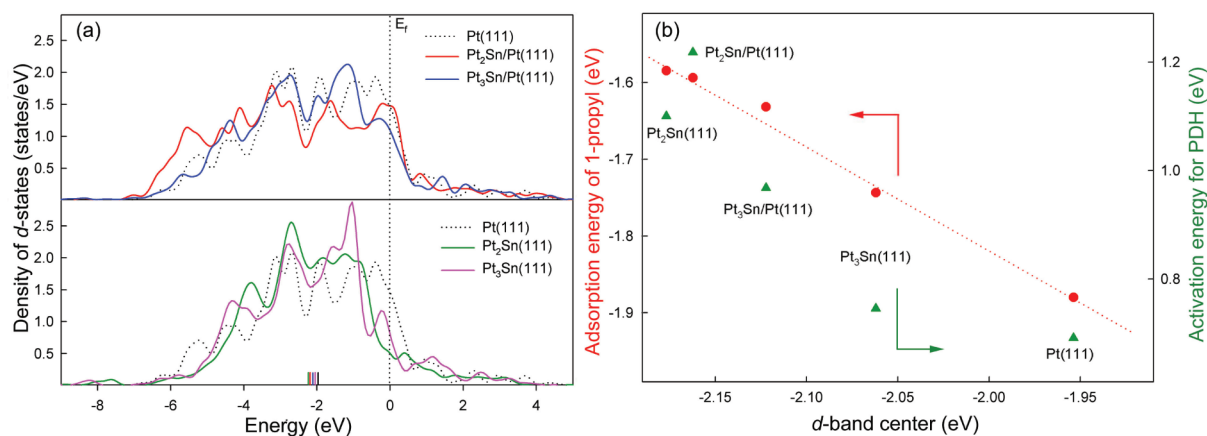 (a)
E_f
Pt(111)
Pt₂Sn/Pt(111)
Pt₃Sn/Pt(111)
2.5
2.0
1.5
1.0
0.5
Pt(111)
Pt₂Sn(111)
Pt₃Sn(111)
2.5
2.0
1.5
1.0
0.5
Density of d-states (states/eV)
-8 -6 -4 -2 0 2 4
Energy (eV)
(b)
Adsorption energy of 1-propyl (eV)
-1.6
-1.7
-1.8
-1.9
Pt₂Sn/Pt(111)
Pt₂Sn(111)
Pt₃Sn/Pt(111)
Pt₃Sn(111)
Pt(111)
1.2
1.0
0.8
Activation energy for PDH (eV)
-2.15 -2.10 -2.05 -2.00 -1.95
d-band center (eV)